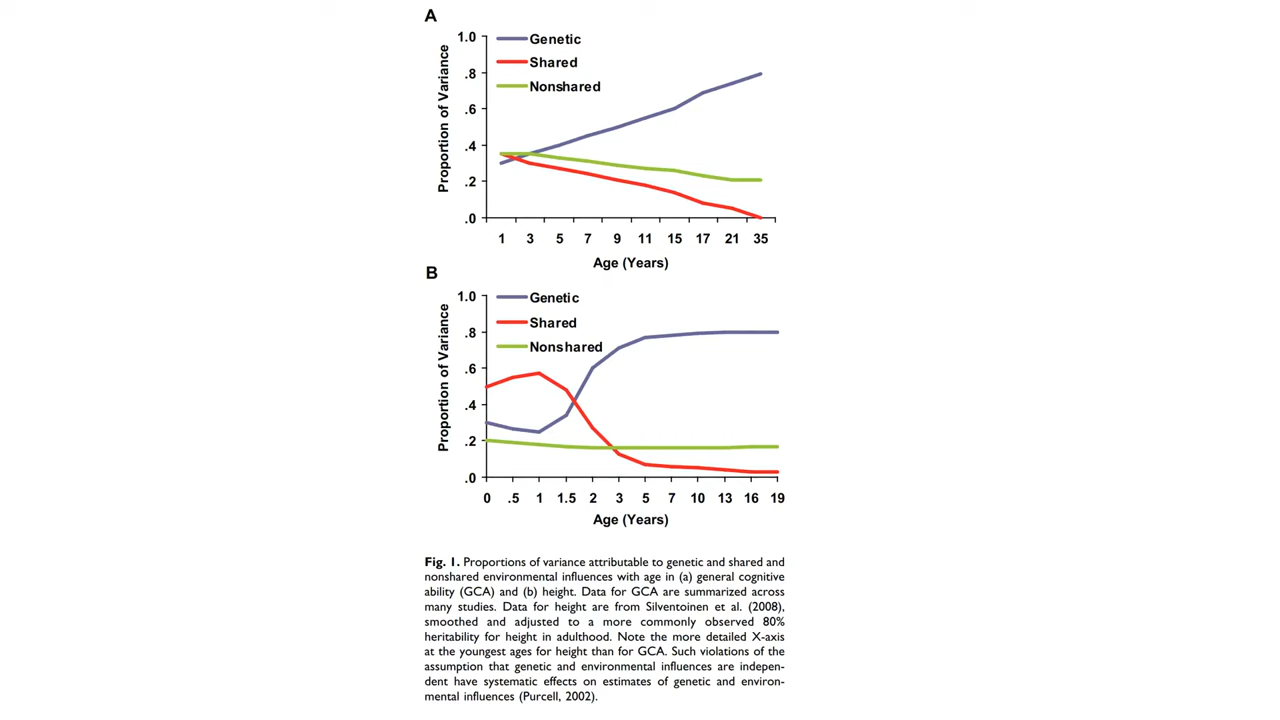 A
Proportion of Variance
1.0
.8
.6
.4
.2
.0
Genetic
Shared
Nonshared
1 3 5 7 9 11 15 17 21 35
Age (Years)
B
Proportion of Variance
1.0
.8
.6
.4
.2
.0
Genetic
Shared
Nonshared
0 .5 1 1.5 2 3 5 7 10 13 16 19
Age (Years)
Fig. 1. Proportions of variance attributable to genetic and shared and
nonshared environmental influences with age in (a) general cognitive
ability (GCA) and (b) height. Data for GCA are summarized across
many studies. Data for height are from Silventoinen et al. (2008),
smoothed and adjusted to a more commonly observed 80%
heritability for height in adulthood. Note the more detailed X-axis
at the youngest ages for height than for GCA. Such violations of the
assumption that genetic and environmental influences are indepen-
dent have systematic effects on estimates of genetic and environ-
mental influences (Purcell, 2002).